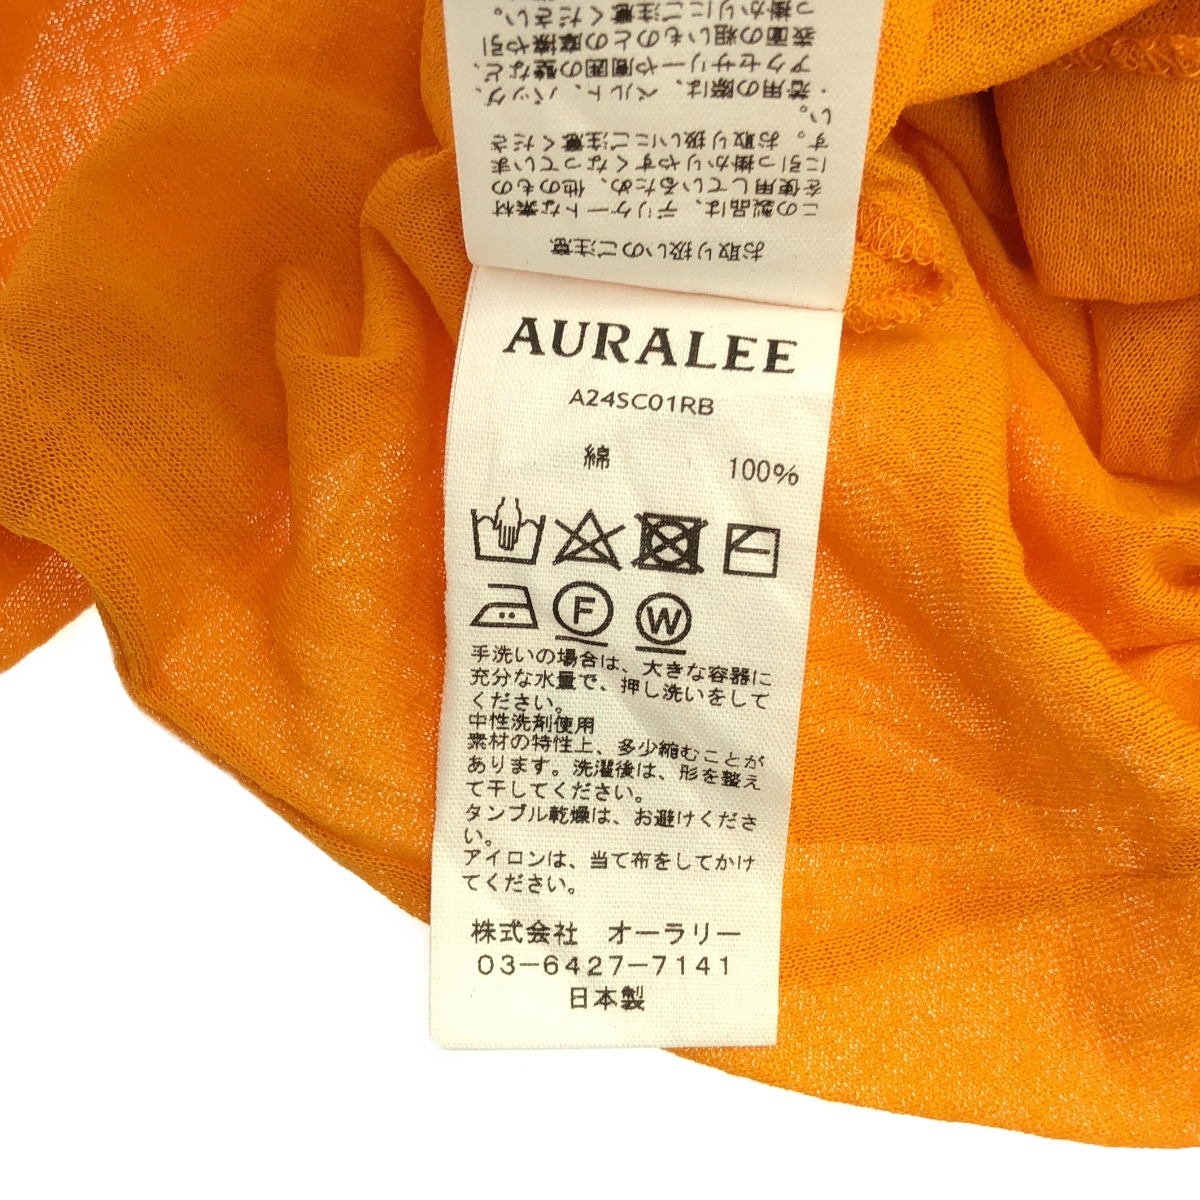 お取り扱いのご注意
この製品は、デリケートな素材
を使用しているため、他のもの
に引っ掛かりやすくなっていま
す。お取り扱いにご注意くださ
い。
・着用の際は、ベルト、バッグ、
アクセサリーや周囲の壁など、
表面の粗いものとの摩擦や引
っ掛かりにご注意ください。
AURALEE
A24SC01RB
綿 100%
F W
手洗いの場合は、大きな容器に
充分な水量で、押し洗いをして
ください。
中性洗剤使用
素材の特性上、多少縮むことが
あります。洗濯後は、形を整え
て干してください。
タンブル乾燥は、お避けくださ
い。
アイロンは、当て布をしてかけ
てください。
株式会社 オーラリー
03-6427-7141
日本製